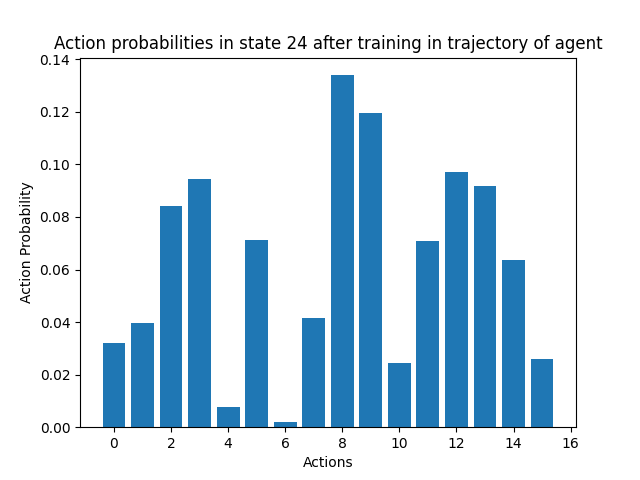 Action probabilities in state 24 after training in trajectory of agent
0.14
0.12
0.10
0.08
0.06
0.04
0.02
0.00
Action Probability
0 2 4 6 8 10 12 14 16
Actions